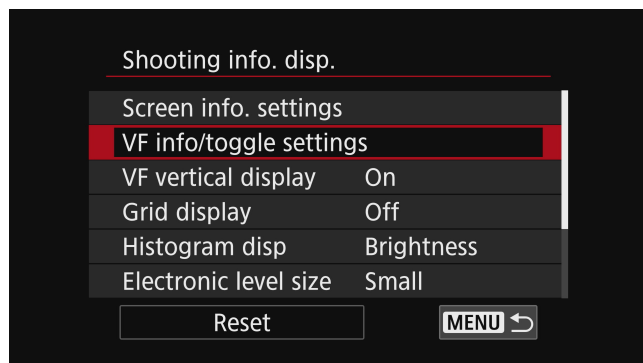 Shooting info. disp.
Screen info. settings
VF info/toggle settings
VF vertical display On
Grid display Off
Histogram disp Brightness
Electronic level size Small
Reset MENU